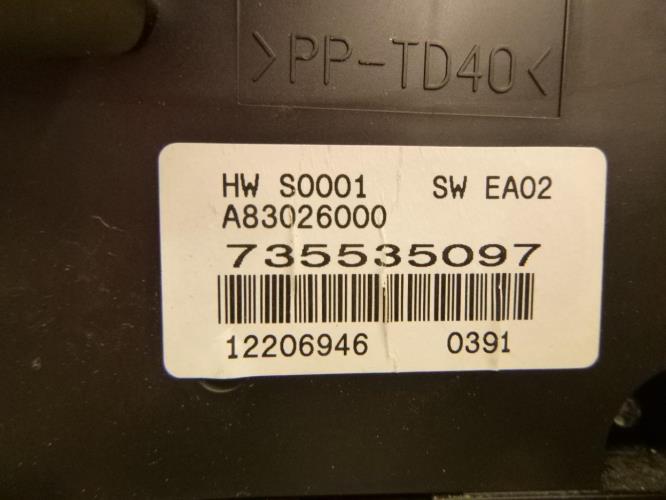 >PP-TD40<
HW S0001 SW EA02
A83026000
735535097
12206946 0391